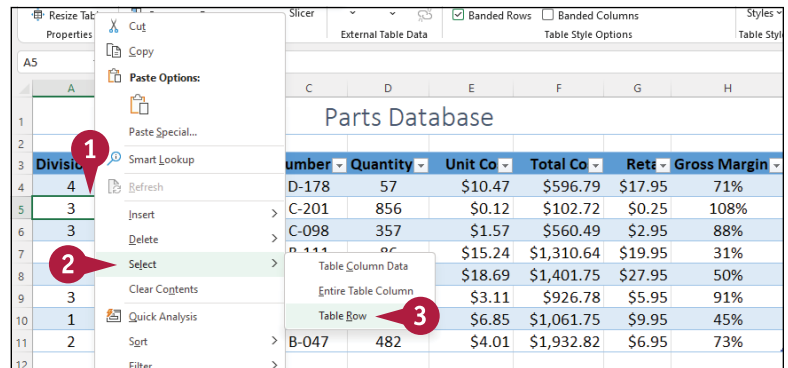 Resize Tab
Slicer
Banded Rows
Banded Columns
Styles
Properties
External Table Data
Table Style Options
Table Styl
A5
A C D E F G H
1 Parts Database
2
3 Division umber Quantity Unit Co Total Co Reta Gross Margin
4 4 D-178 57 $10.47 $596.79 $17.95 71%
5 3 C-201 856 $0.12 $102.72 $0.25 108%
6 3 C-098 357 $1.57 $560.49 $2.95 88%
7 B-111 86 $15.24 $1,310.64 $19.95 31%
8 $18.69 $1,401.75 $27.95 50%
9 3 $3.11 $926.78 $5.95 91%
10 1 $6.85 $1,061.75 $9.95 45%
11 2 B-047 482 $4.01 $1,932.82 $6.95 73%
12
Cut
Copy
Paste Options:
Paste Special...
Smart Lookup
Refresh
Insert
Delete
Select
Clear Contents
Quick Analysis
Sort
Filter
Table Column Data
Entire Table Column
Table Row
1
2
3